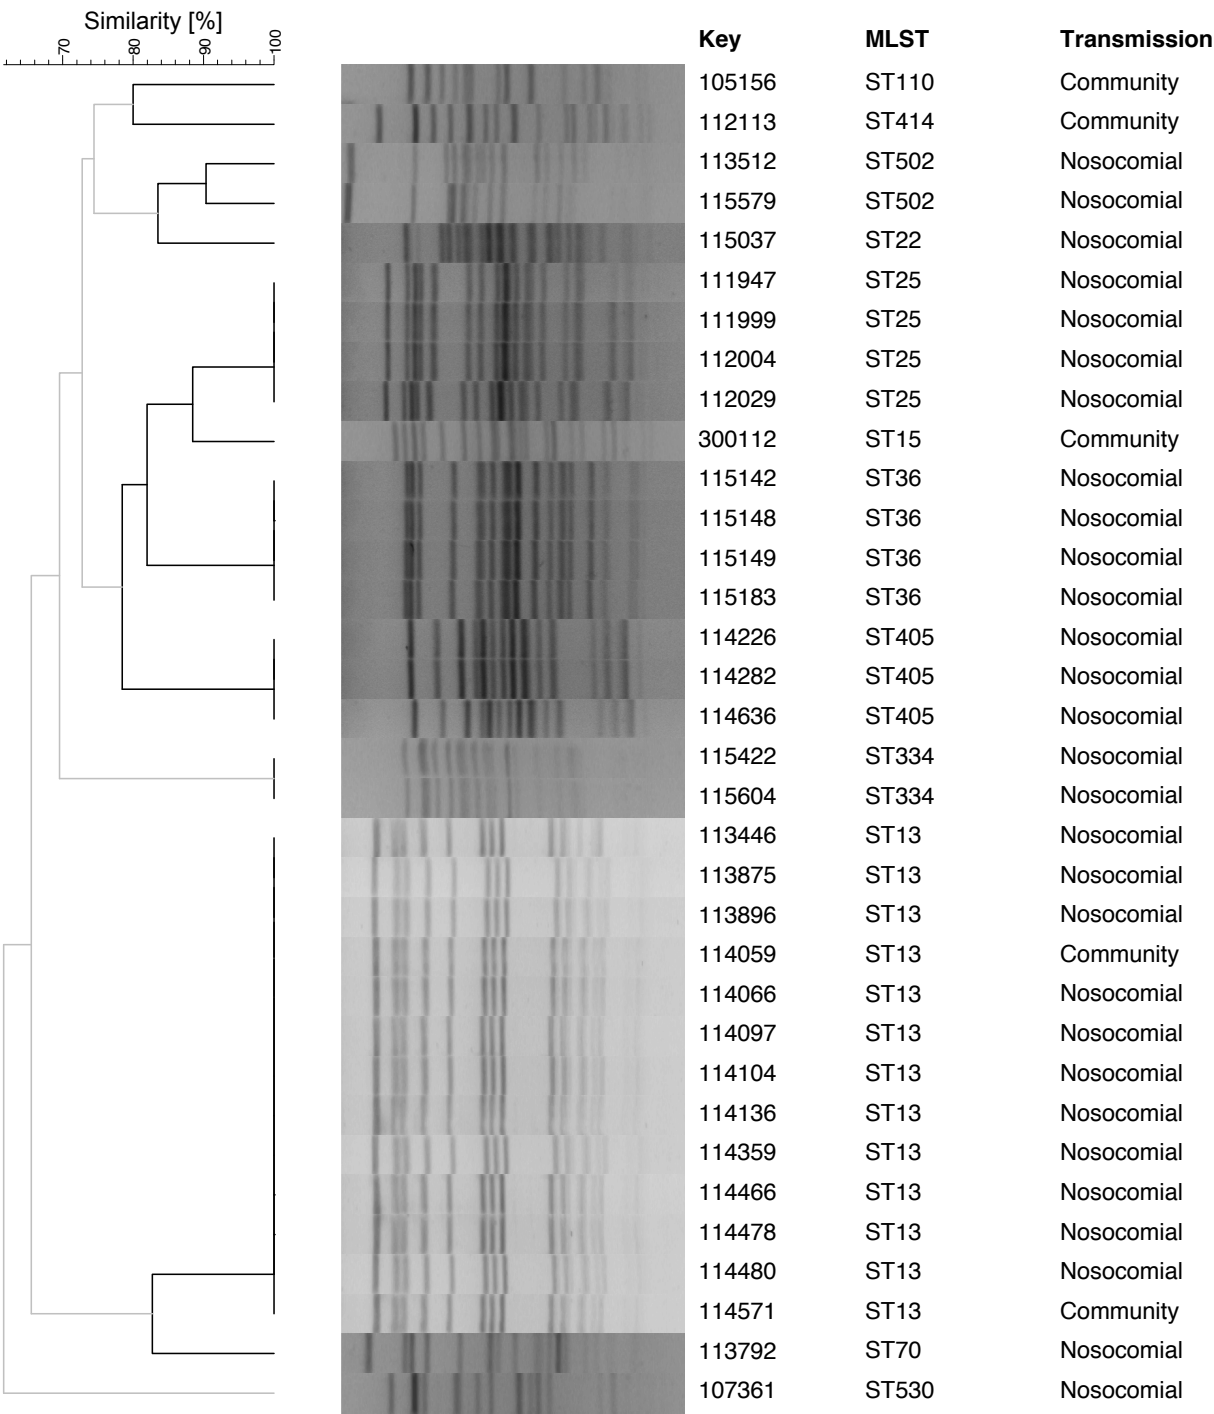 Similarity [%]
70 80 90 100
Key MLST Transmission
105156 ST110 Community
112113 ST414 Community
113512 ST502 Nosocomial
115579 ST502 Nosocomial
115037 ST22 Nosocomial
111947 ST25 Nosocomial
111999 ST25 Nosocomial
112004 ST25 Nosocomial
112029 ST25 Nosocomial
300112 ST15 Community
115142 ST36 Nosocomial
115148 ST36 Nosocomial
115149 ST36 Nosocomial
115183 ST36 Nosocomial
114226 ST405 Nosocomial
114282 ST405 Nosocomial
114636 ST405 Nosocomial
115422 ST334 Nosocomial
115604 ST334 Nosocomial
113446 ST13 Nosocomial
113875 ST13 Nosocomial
113896 ST13 Nosocomial
114059 ST13 Community
114066 ST13 Nosocomial
114097 ST13 Nosocomial
114104 ST13 Nosocomial
114136 ST13 Nosocomial
114359 ST13 Nosocomial
114466 ST13 Nosocomial
114478 ST13 Nosocomial
114480 ST13 Nosocomial
114571 ST13 Community
113792 ST70 Nosocomial
107361 ST530 Nosocomial